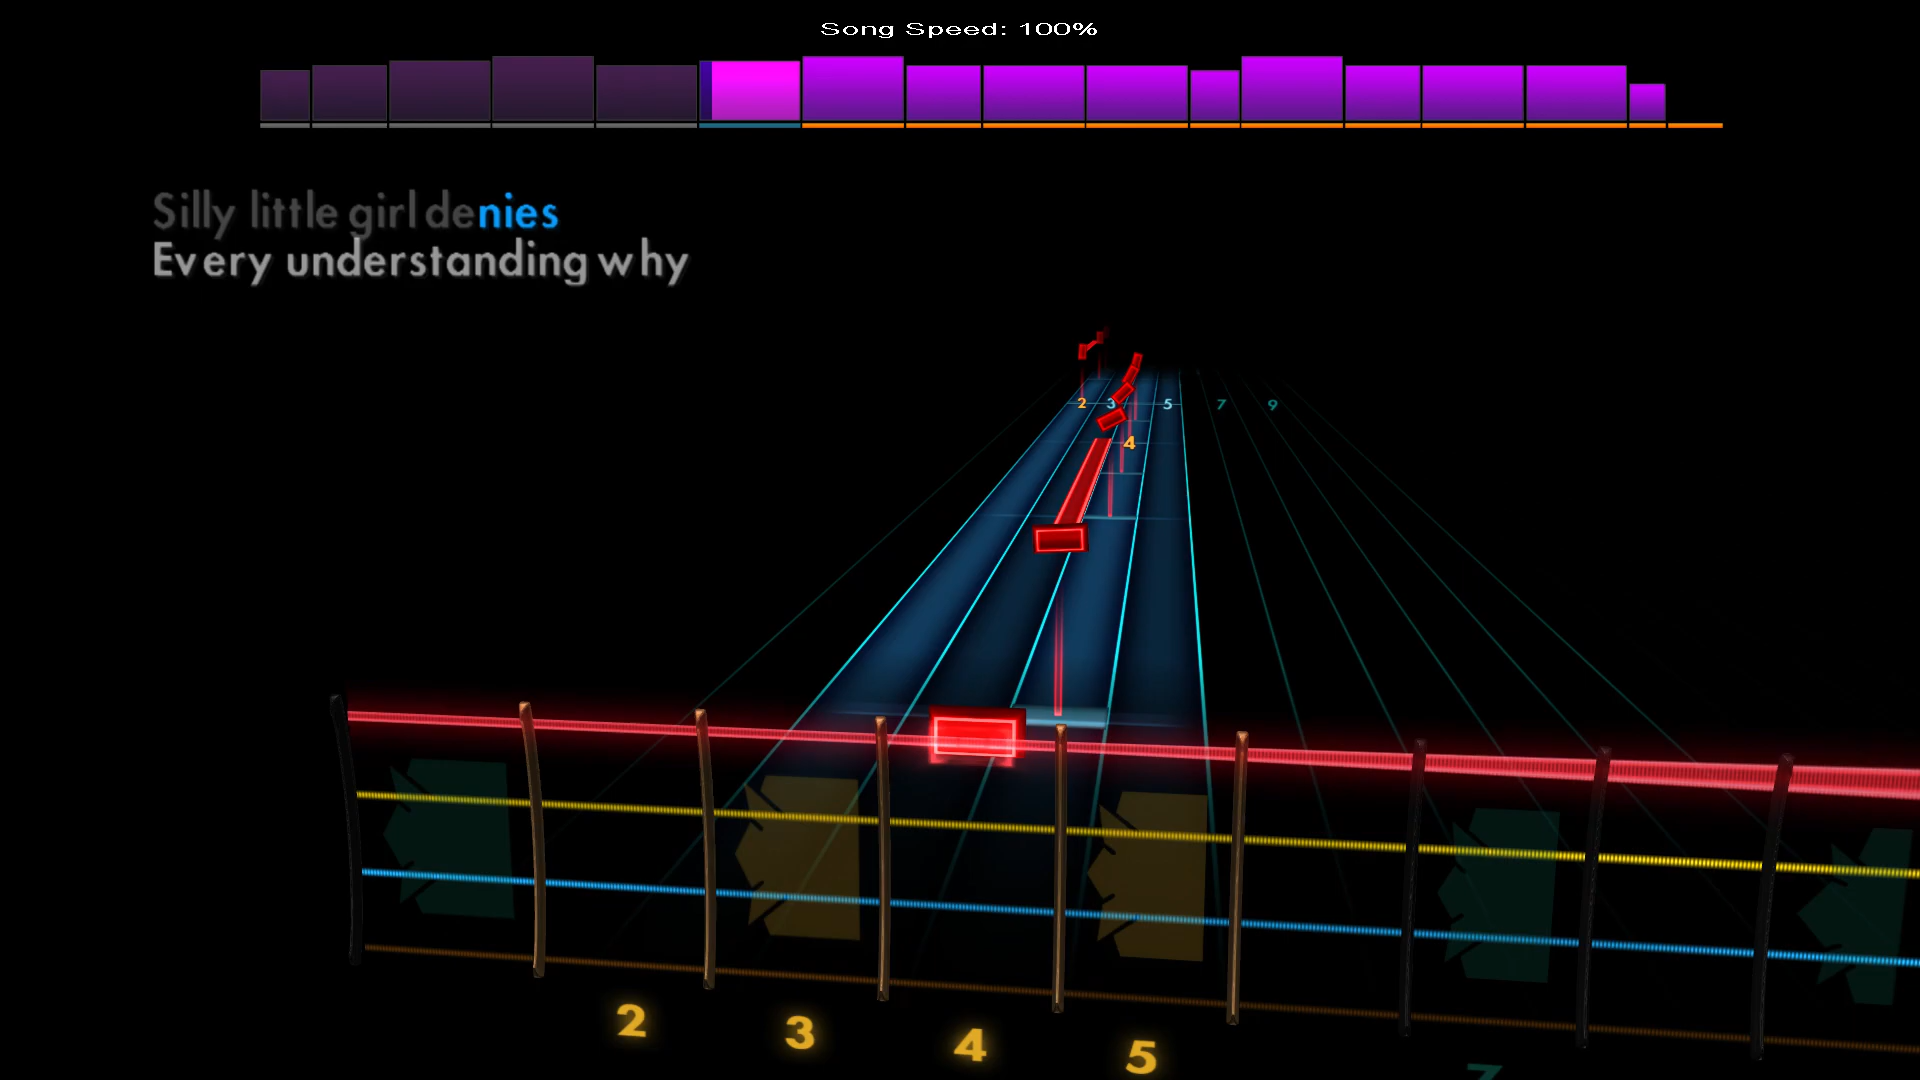 Song Speed: 100%
Silly little girl denies
Every understanding why
2 3 5 7 9
4
2 3 4 5 7